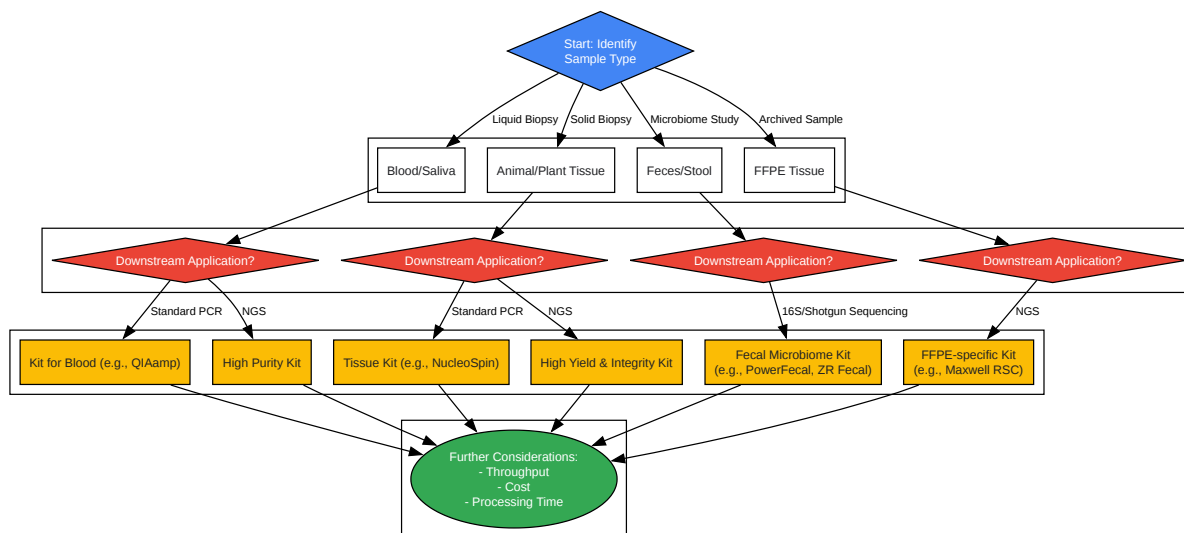 Start: Identify
Sample Type
Liquid Biopsy
Solid Biopsy
Microbiome Study
Archived Sample
Blood/Saliva
Animal/Plant Tissue
Feces/Stool
FFPE Tissue
Downstream Application?
Downstream Application?
Downstream Application?
Downstream Application?
Standard PCR
NGS
Standard PCR
NGS
16S/Shotgun Sequencing
NGS
Kit for Blood (e.g., QIAamp)
High Purity Kit
Tissue Kit (e.g., NucleoSpin)
High Yield & Integrity Kit
Fecal Microbiome Kit
(e.g., PowerFecal, ZR Fecal)
FFPE-specific Kit
(e.g., Maxwell RSC)
Further Considerations:
- Throughput
- Cost
- Processing Time